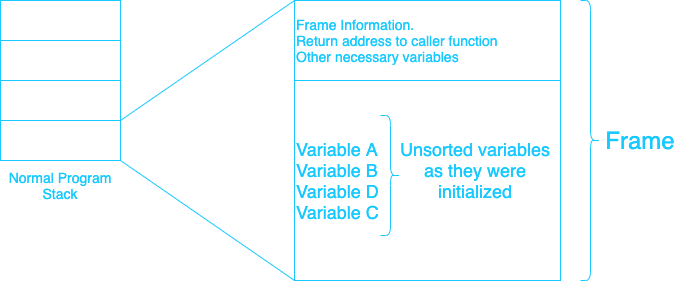 Frame Information.
Return address to caller function
Other necessary variables
Variable A
Variable B
Variable D
Variable C
Unsorted variables
as they were
initialized
Frame
Normal Program
Stack